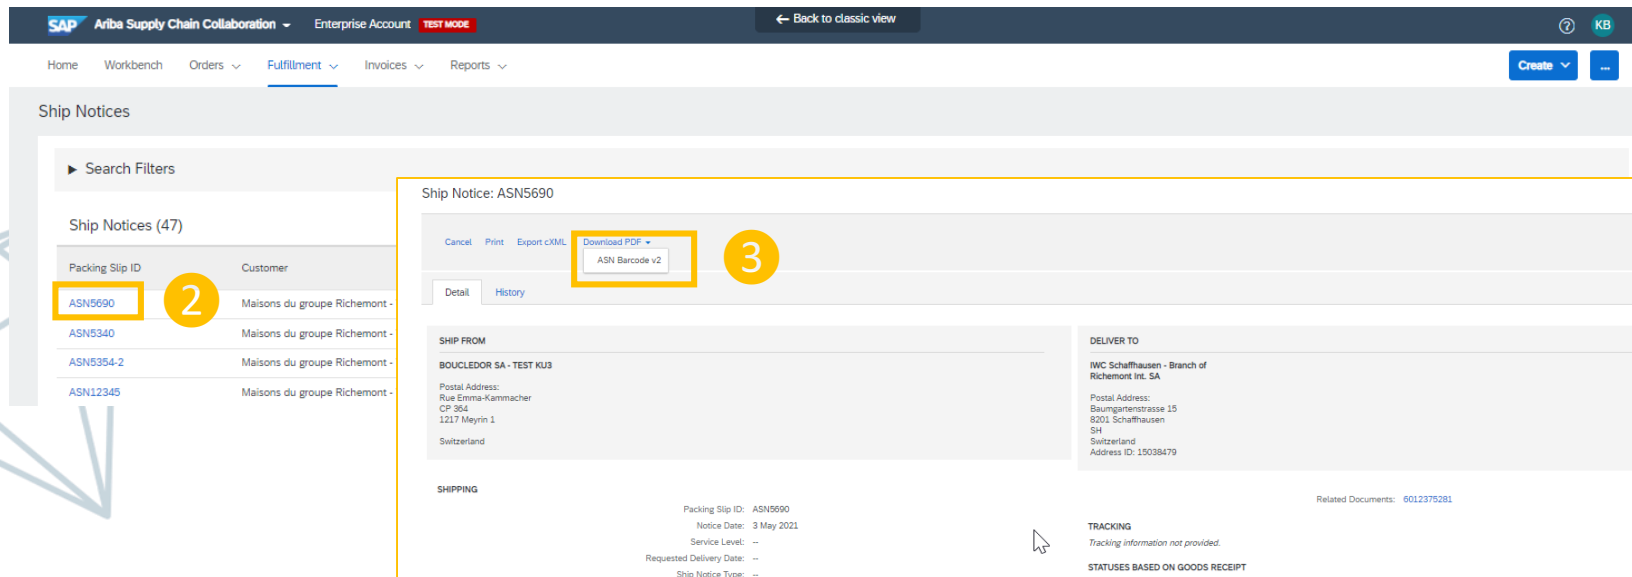 SAP Ariba Supply Chain Collaboration Enterprise Account TEST MODE ← Back to classic view ? KB
Home Workbench Orders Fulfillment Invoices Reports Create ...
Ship Notices
Search Filters
Ship Notices (47)
Packing Slip ID Customer
ASN5690 2 Maisons du groupe Richemont -
ASN5340 Maisons du groupe Richemont -
ASN5354-2 Maisons du groupe Richemont -
ASN12345 Maisons du groupe Richemont -
Ship Notice: ASN5690
Cancel Print Export cXML Download PDF
ASN Barcode v2
3
Detail History
SHIP FROM
BOUCLEDOR SA - TEST KU3
Postal Address:
Rue Emma-Kammacher
CP 364
1217 Meyrin 1
Switzerland
DELIVER TO
IWC Schaffhausen - Branch of
Richemont Int. SA
Postal Address:
Baumgartenstrasse 15
8201 Schaffhausen
SH
Switzerland
Address ID: 15038479
SHIPPING
Packing Slip ID: ASN5690
Notice Date: 3 May 2021
Service Level: --
Requested Delivery Date: --
Ship Notice Type: --
Related Documents: 6012375281
TRACKING
Tracking information not provided.
STATUSES BASED ON GOODS RECEIPT